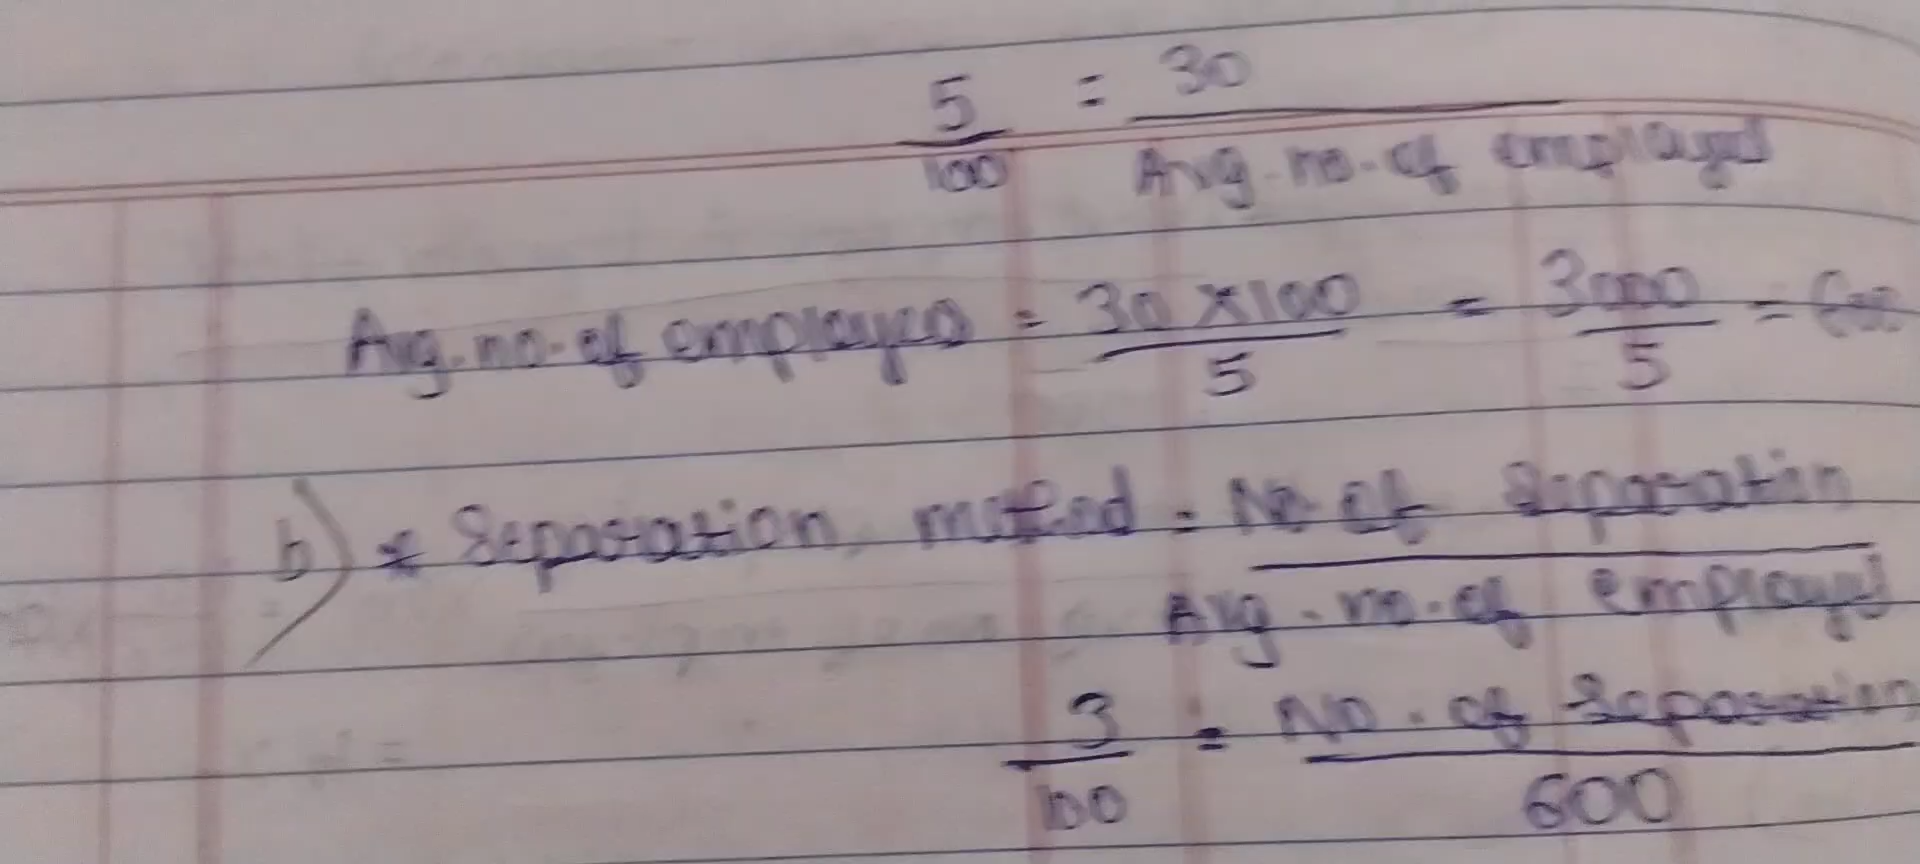 5/100 = 30/Avg. no. of employed
Avg. no. of employees = 30 × 100/5 = 3000/5 = 600
b) * Separation method = No. of Separation/Avg. no. of employed
3/100 = No. of Separation/600